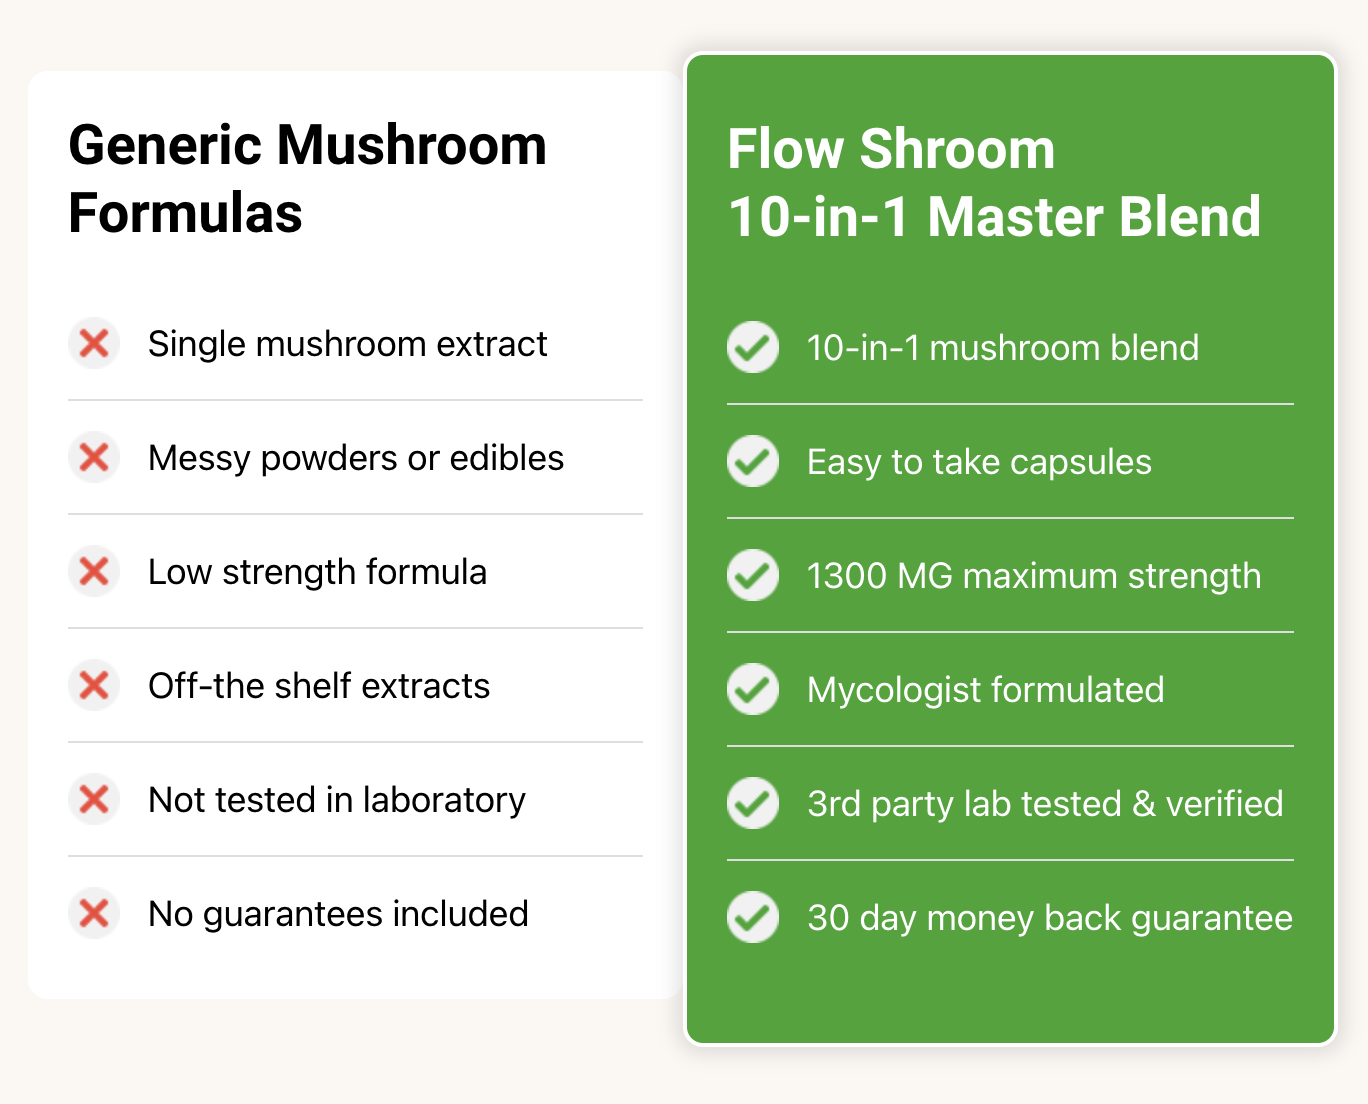 Generic Mushroom
Formulas
Single mushroom extract
Messy powders or edibles
Low strength formula
Off-the shelf extracts
Not tested in laboratory
No guarantees included
Flow Shroom
10-in-1 Master Blend
10-in-1 mushroom blend
Easy to take capsules
1300 MG maximum strength
Mycologist formulated
3rd party lab tested & verified
30 day money back guarantee